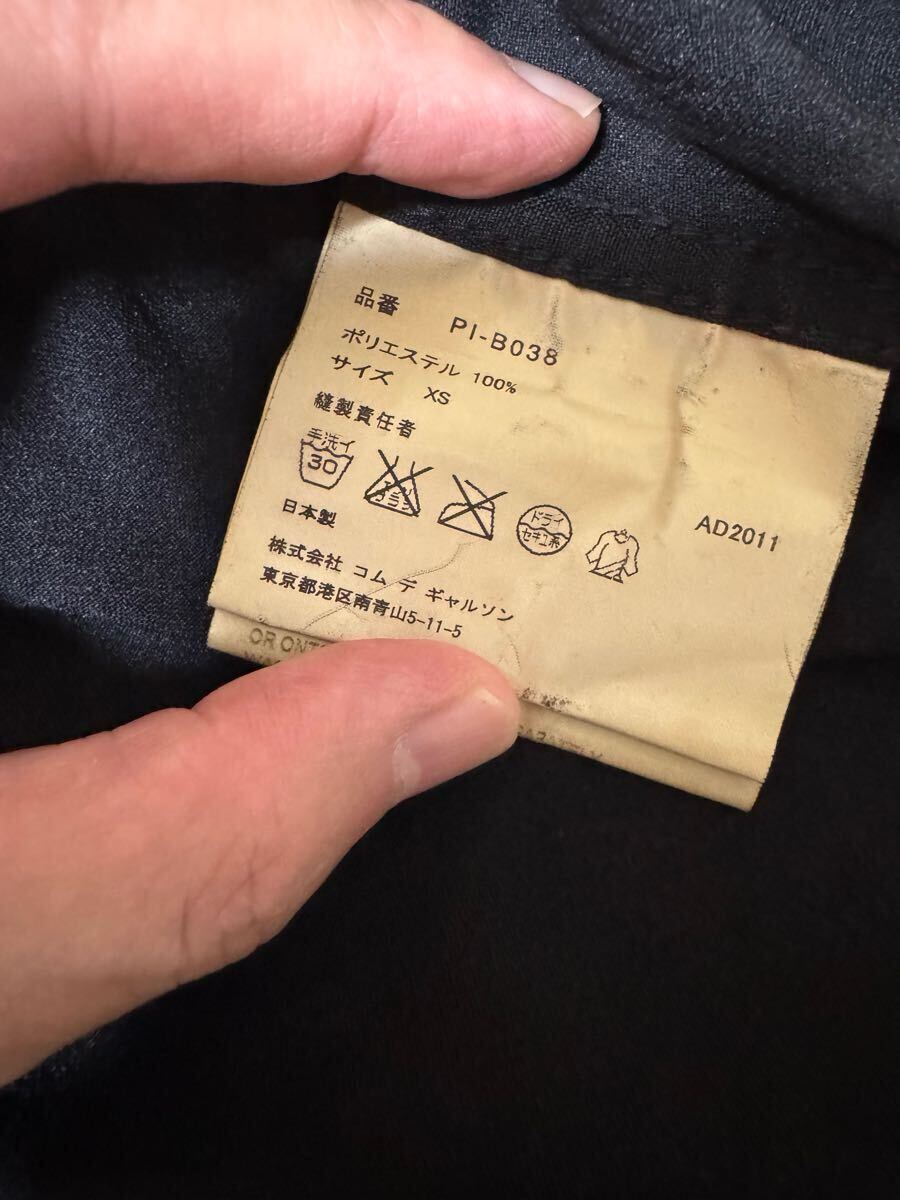 品番 PI-B038
ポリエステル 100%
サイズ XS
縫製責任者
手洗イ
30
ドライ
セキユ系
AD2011
日本製
株式会社 コム デ ギャルソン
東京都港区南青山5-11-5
OR ONT